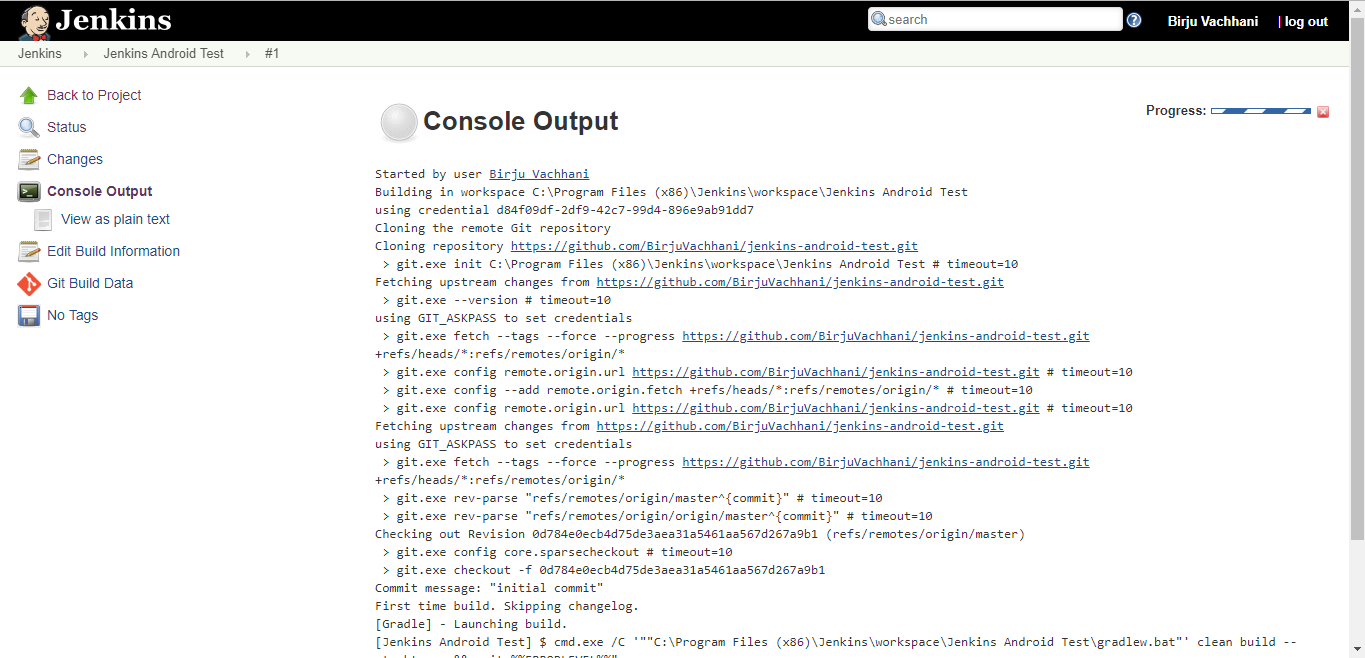 Jenkins
search
Birju Vachhani
| log out
Jenkins
Jenkins Android Test
#1
Back to Project
Status
Changes
Console Output
View as plain text
Edit Build Information
Git Build Data
No Tags
Console Output
Progress:
Started by user Birju Vachhani
Building in workspace C:\Program Files (x86)\Jenkins\workspace\Jenkins Android Test
using credential d84f09df-2df9-42c7-99d4-896e9ab91dd7
Cloning the remote Git repository
Cloning repository https://github.com/BirjuVachhani/jenkins-android-test.git
 > git.exe init C:\Program Files (x86)\Jenkins\workspace\Jenkins Android Test # timeout=10
Fetching upstream changes from https://github.com/BirjuVachhani/jenkins-android-test.git
 > git.exe --version # timeout=10
using GIT_ASKPASS to set credentials
 > git.exe fetch --tags --force --progress https://github.com/BirjuVachhani/jenkins-android-test.git
+refs/heads/*:refs/remotes/origin/*
 > git.exe config remote.origin.url https://github.com/BirjuVachhani/jenkins-android-test.git # timeout=10
 > git.exe config --add remote.origin.fetch +refs/heads/*:refs/remotes/origin/* # timeout=10
 > git.exe config remote.origin.url https://github.com/BirjuVachhani/jenkins-android-test.git # timeout=10
Fetching upstream changes from https://github.com/BirjuVachhani/jenkins-android-test.git
using GIT_ASKPASS to set credentials
 > git.exe fetch --tags --force --progress https://github.com/BirjuVachhani/jenkins-android-test.git
+refs/heads/*:refs/remotes/origin/*
 > git.exe rev-parse "refs/remotes/origin/master^{commit}" # timeout=10
 > git.exe rev-parse "refs/remotes/origin/origin/master^{commit}" # timeout=10
Checking out Revision 0d784e0ecb4d75de3aea31a5461aa567d267a9b1 (refs/remotes/origin/master)
 > git.exe config core.sparsecheckout # timeout=10
 > git.exe checkout -f 0d784e0ecb4d75de3aea31a5461aa567d267a9b1
Commit message: "initial commit"
First time build. Skipping changelog.
[Gradle] - Launching build.
[Jenkins Android Test] $ cmd.exe /C '""C:\Program Files (x86)\Jenkins\workspace\Jenkins Android Test\gradlew.bat"' clean build --